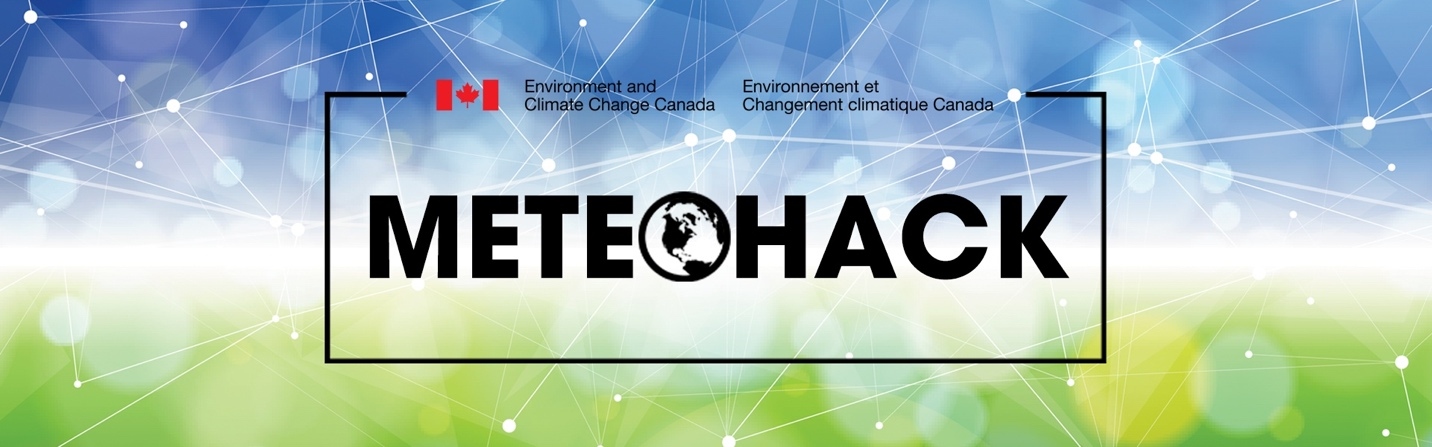 Environment and
Climate Change Canada
Environnement et
Changement climatique Canada
METEOHACK